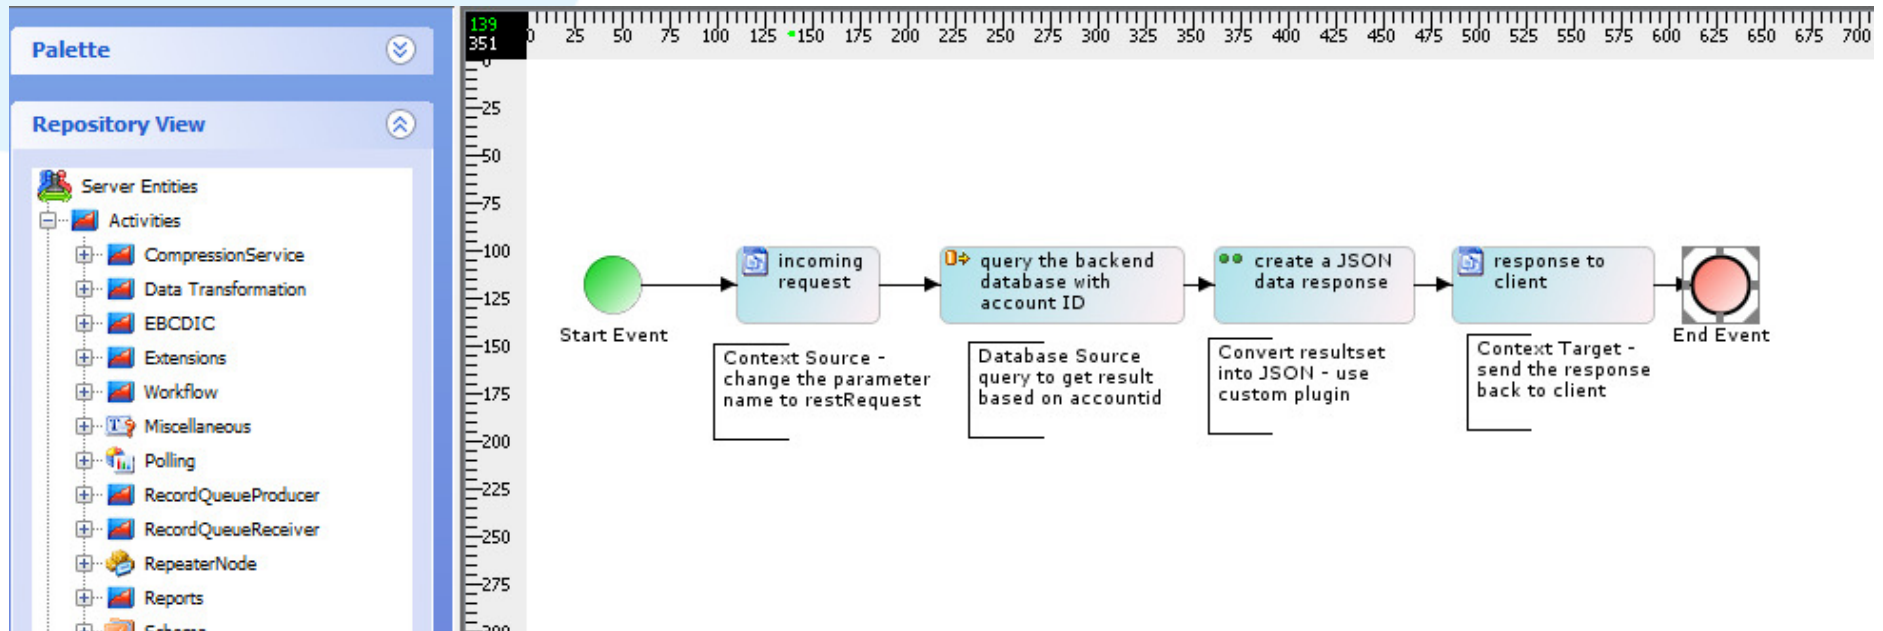 Palette
Repository View
Server Entities
Activities
CompressionService
Data Transformation
EBCDIC
Extensions
Workflow
Miscellaneous
Polling
RecordQueueProducer
RecordQueueReceiver
RepeaterNode
Reports
139
351
0 25 50 75 100 125 150 175 200 225 250 275 300 325 350 375 400 425 450 475 500 525 550 575 600 625 650 675 700
0
25
50
75
100
125
150
175
200
225
250
275
300
Start Event
incoming
request
query the backend
database with
account ID
create a JSON
data response
response to
client
End Event
Context Source -
change the parameter
name to restRequest
Database Source
query to get result
based on accountid
Convert resultset
into JSON - use
custom plugin
Context Target -
send the response
back to client